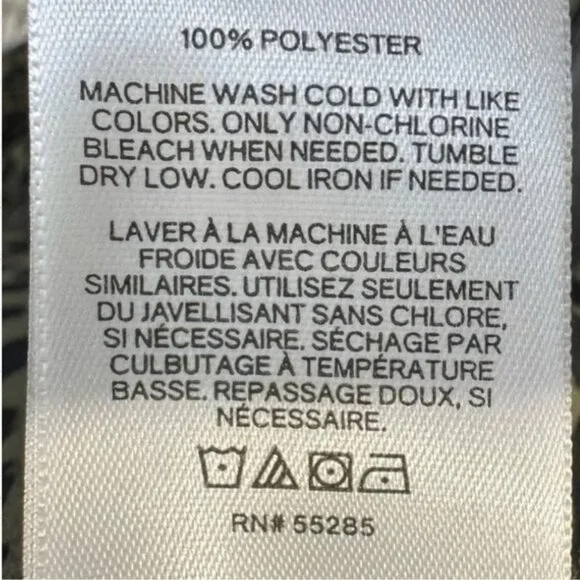 100% POLYESTER
MACHINE WASH COLD WITH LIKE
COLORS. ONLY NON-CHLORINE
BLEACH WHEN NEEDED. TUMBLE
DRY LOW. COOL IRON IF NEEDED.
LAVER À LA MACHINE À L'EAU
FROIDE AVEC COULEURS
SIMILAIRES. UTILISEZ SEULEMENT
DU JAVELLISANT SANS CHLORE,
SI NÉCESSAIRE. SÉCHAGE PAR
CULBUTAGE À TEMPÉRATURE
BASSE. REPASSAGE DOUX, SI
NÉCESSAIRE.
RN# 55285